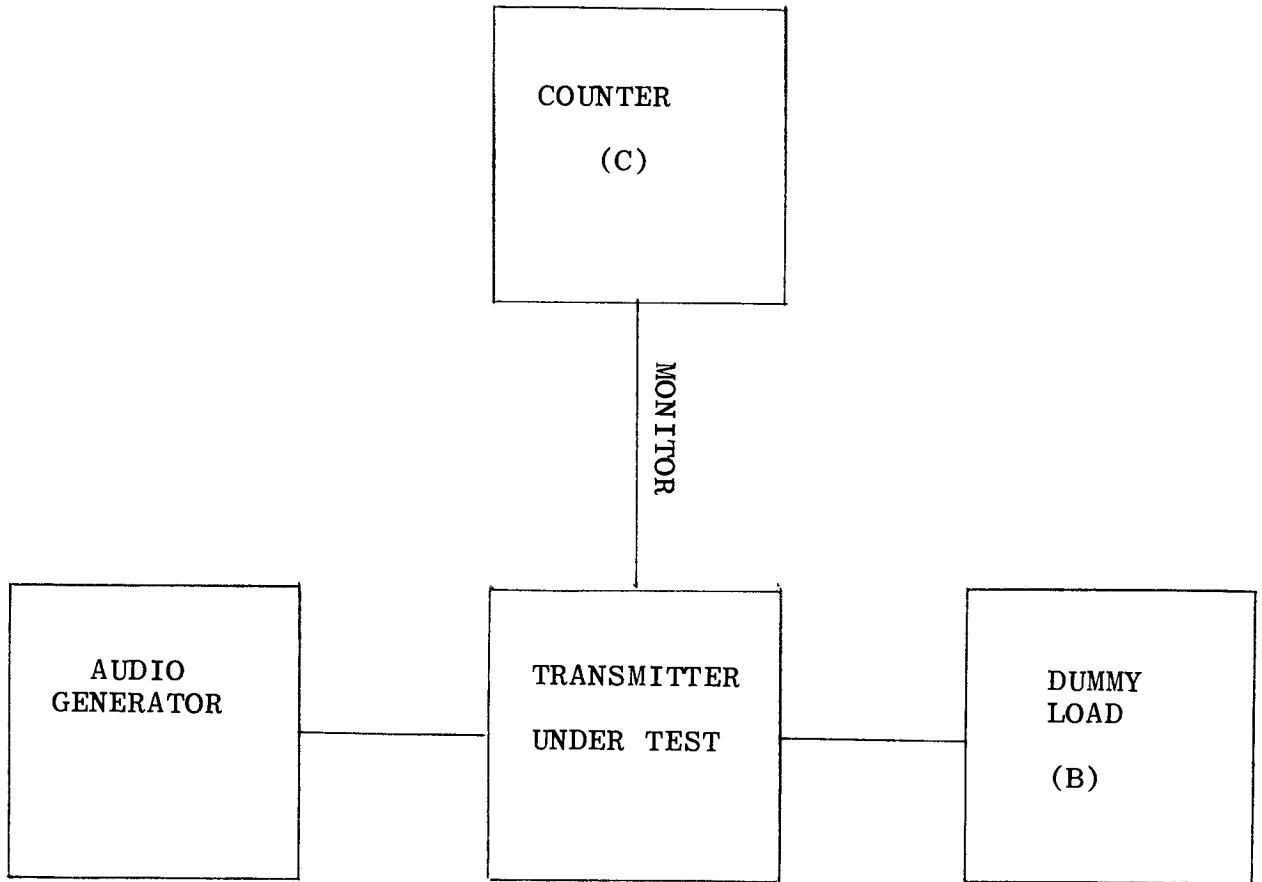 COUNTER
(C)
MONITOR
AUDIO
GENERATOR
TRANSMITTER
UNDER TEST
DUMMY
LOAD
(B)